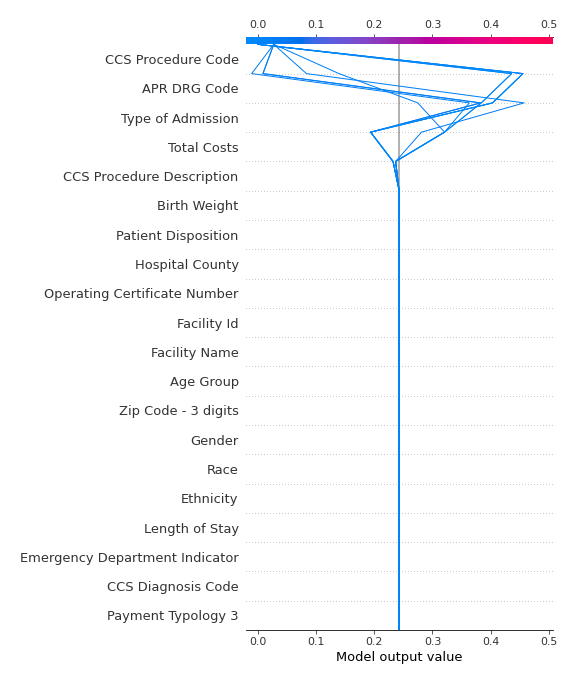 0.0 0.1 0.2 0.3 0.4 0.5
CCS Procedure Code
APR DRG Code
Type of Admission
Total Costs
CCS Procedure Description
Birth Weight
Patient Disposition
Hospital County
Operating Certificate Number
Facility Id
Facility Name
Age Group
Zip Code - 3 digits
Gender
Race
Ethnicity
Length of Stay
Emergency Department Indicator
CCS Diagnosis Code
Payment Typology 3
0.0 0.1 0.2 0.3 0.4 0.5
Model output value